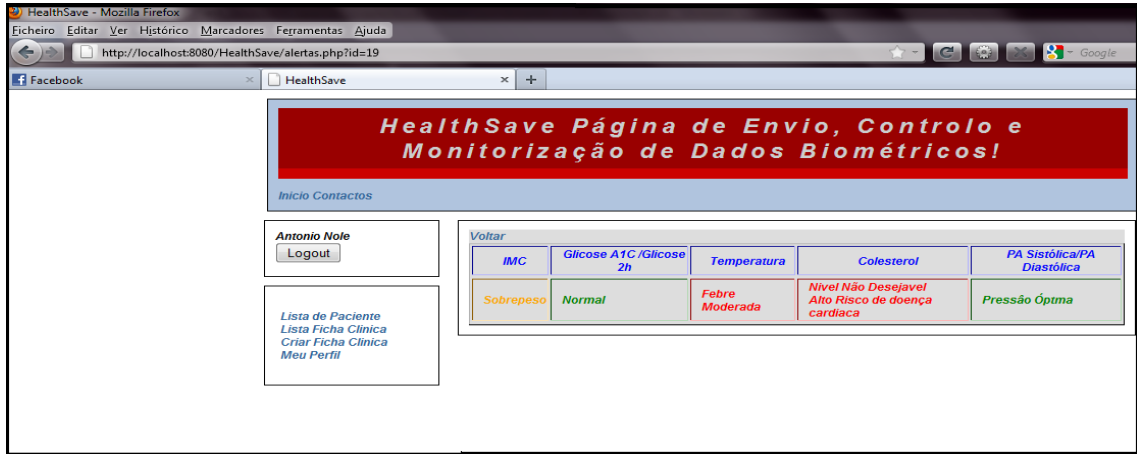 HealthSave - Mozilla Firefox
Ficheiro Editar Ver Histórico Marcadores Ferramentas Ajuda
http://localhost:8080/HealthSave/alertas.php?id=19
Google
Facebook
HealthSave
HealthSave Página de Envio, Controlo e
Monitorização de Dados Biométricos!
Inicio Contactos
Antonio Nole
Logout
Lista de Paciente
Lista Ficha Clinica
Criar Ficha Clinica
Meu Perfil
Voltar
IMC
Glicose A1C /Glicose
2h
Temperatura
Colesterol
PA Sistólica/PA
Diastólica
Sobrepeso
Normal
Febre
Moderada
Nivel Não Desejavel
Alto Risco de doença
cardiaca
Pressão Óptma